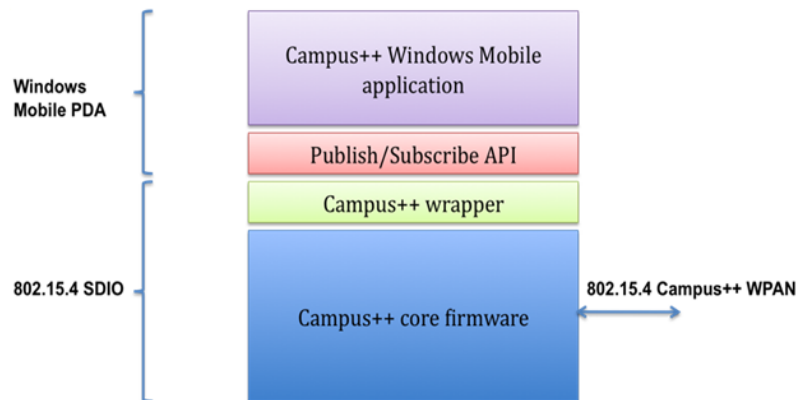 Campus++ Windows Mobile
application
Windows
Mobile PDA
Publish/Subscribe API
Campus++ wrapper
802.15.4 SDIO
802.15.4 Campus++ WPAN
Campus++ core firmware